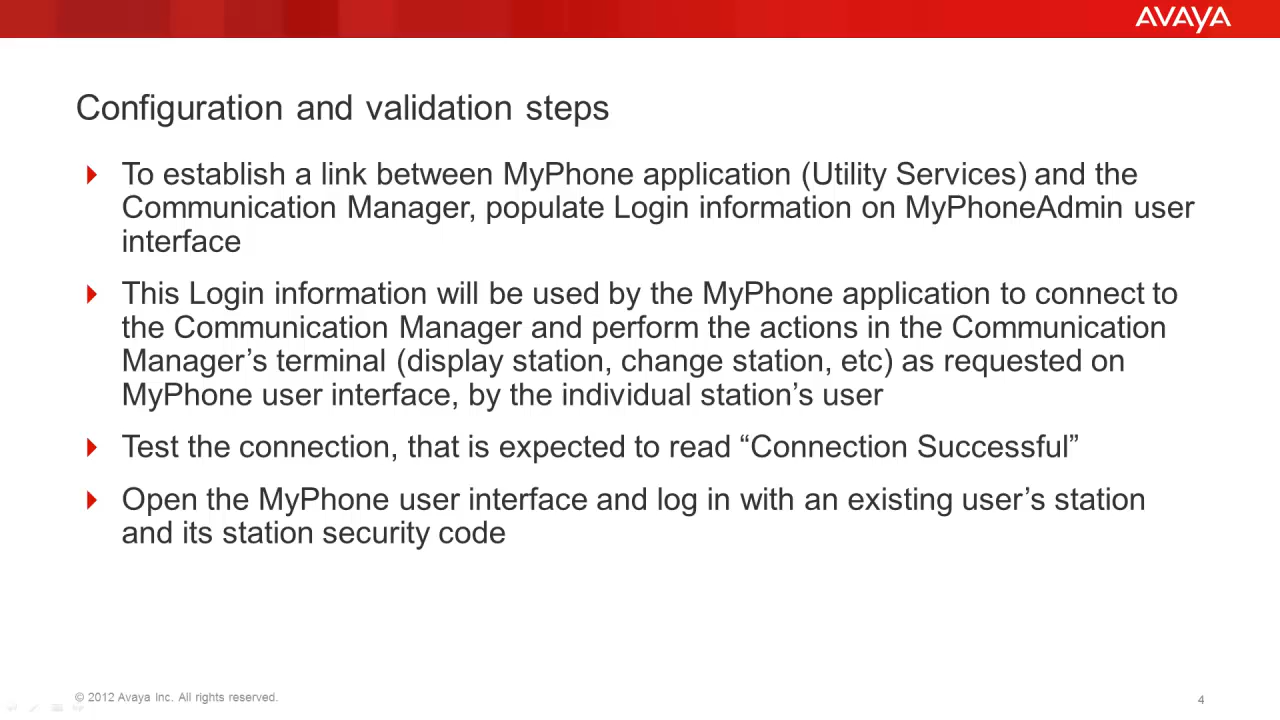 AVAYA
Configuration and validation steps
To establish a link between MyPhone application (Utility Services) and the
Communication Manager, populate Login information on MyPhoneAdmin user
interface
This Login information will be used by the MyPhone application to connect to
the Communication Manager and perform the actions in the Communication
Manager’s terminal (display station, change station, etc) as requested on
MyPhone user interface, by the individual station’s user
Test the connection, that is expected to read “Connection Successful”
Open the MyPhone user interface and log in with an existing user’s station
and its station security code
© 2012 Avaya Inc. All rights reserved.
4